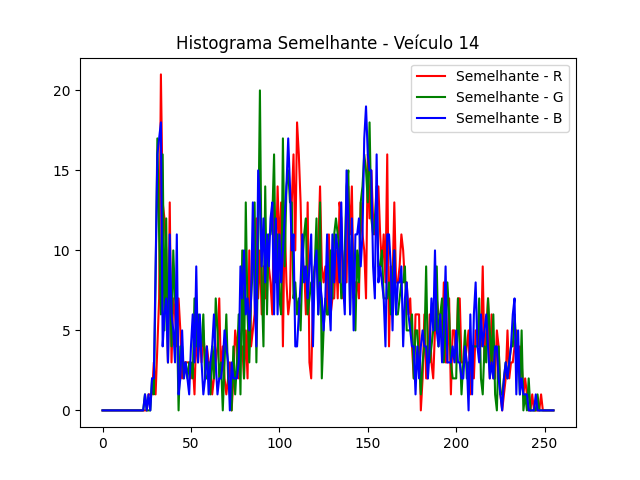 Histograma Semelhante - Veículo 14
Semelhante - R
Semelhante - G
Semelhante - B
20
15
10
5
0
0 50 100 150 200 250